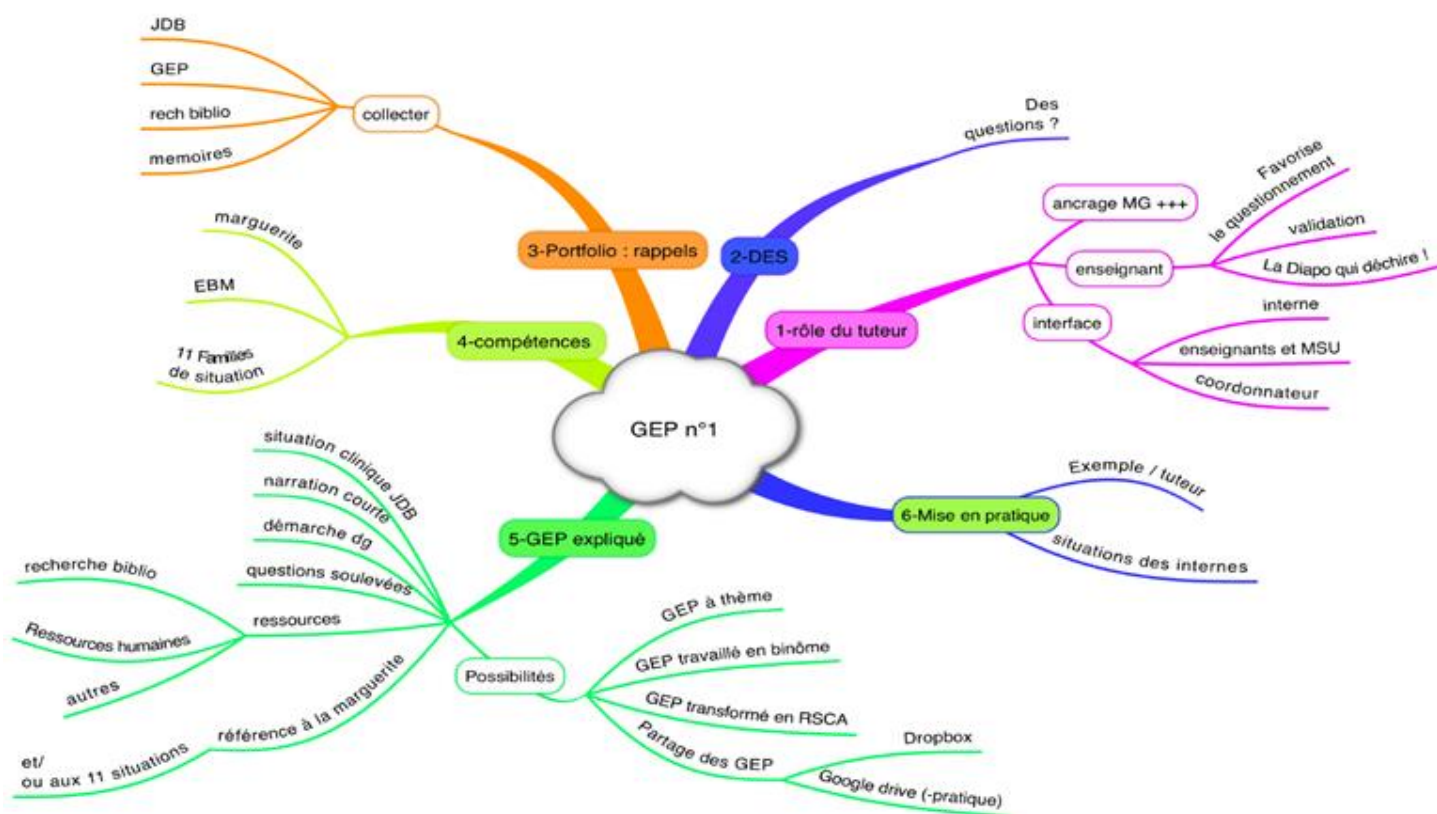 GEP n°1
1-rôle du tuteur
ancrage MG +++
enseignant
Favorise
le questionnement
validation
La Diapo qui déchire !
interface
interne
enseignants et MSU
coordonnateur
2-DES
Des
questions ?
3-Portfolio : rappels
collecter
JDB
GEP
rech biblio
memoires
4-compétences
marguerite
EBM
11 Familles
de situation
5-GEP expliqué
situation clinique JDB
narration courte
démarche dg
questions soulevées
ressources
recherche biblio
Ressources humaines
autres
référence à la marguerite
et/
ou aux 11 situations
Possibilités
GEP à thème
GEP travaillé en binôme
GEP transformé en RSCA
Partage des GEP
Dropbox
Google drive (-pratique)
6-Mise en pratique
Exemple / tuteur
situations des internes